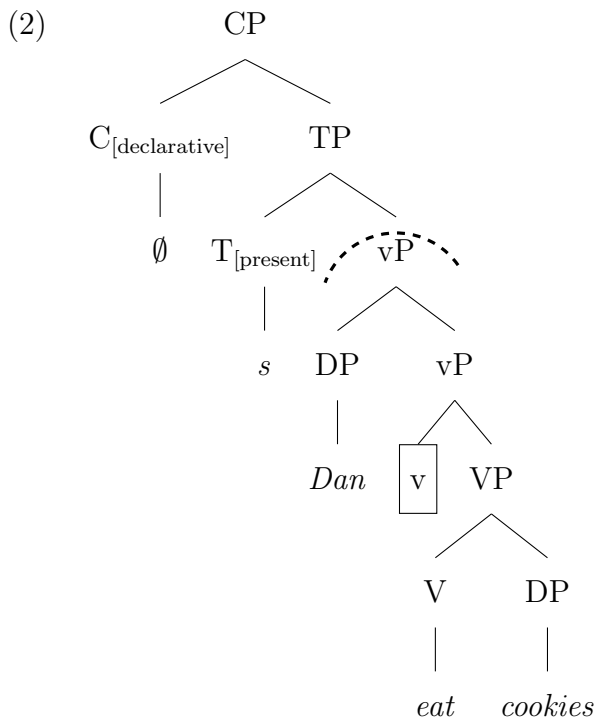 (2) CP
C[declarative] TP
∅ T[present] vP
s DP vP
Dan v VP
V DP
eat cookies